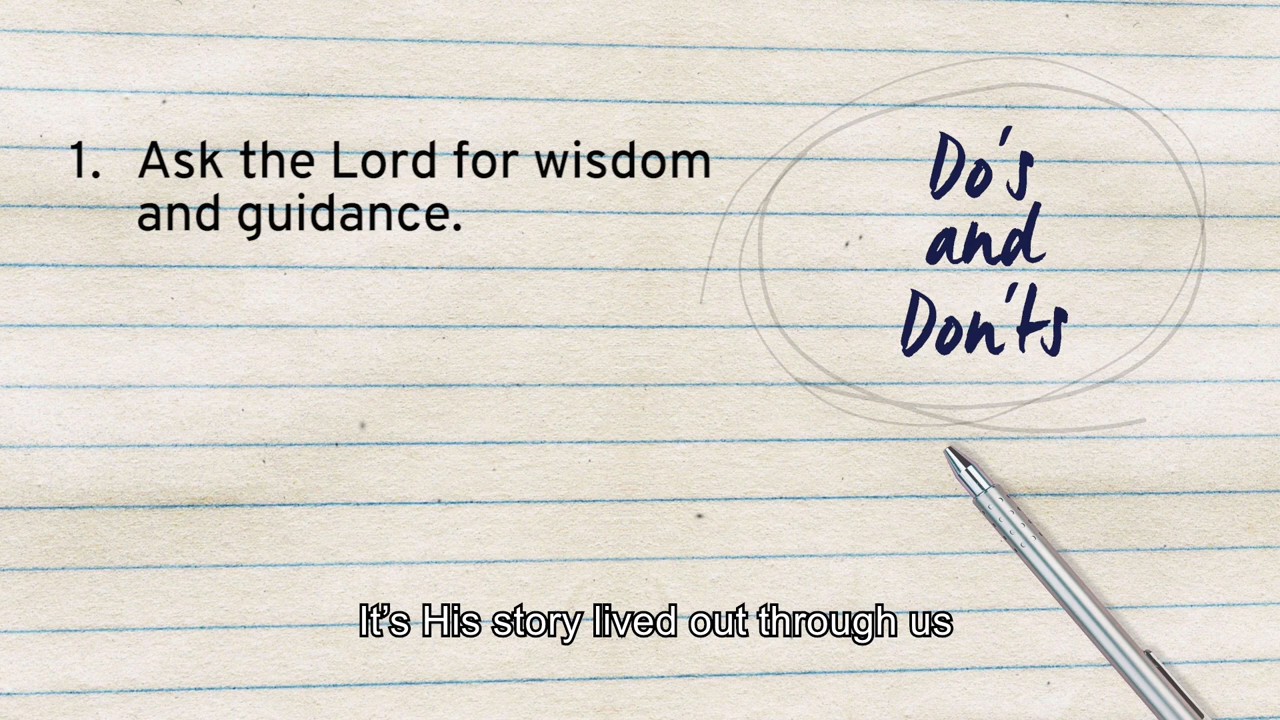 1. Ask the Lord for wisdom
and guidance.
Do's
and
Don'ts
It's His story lived out through us